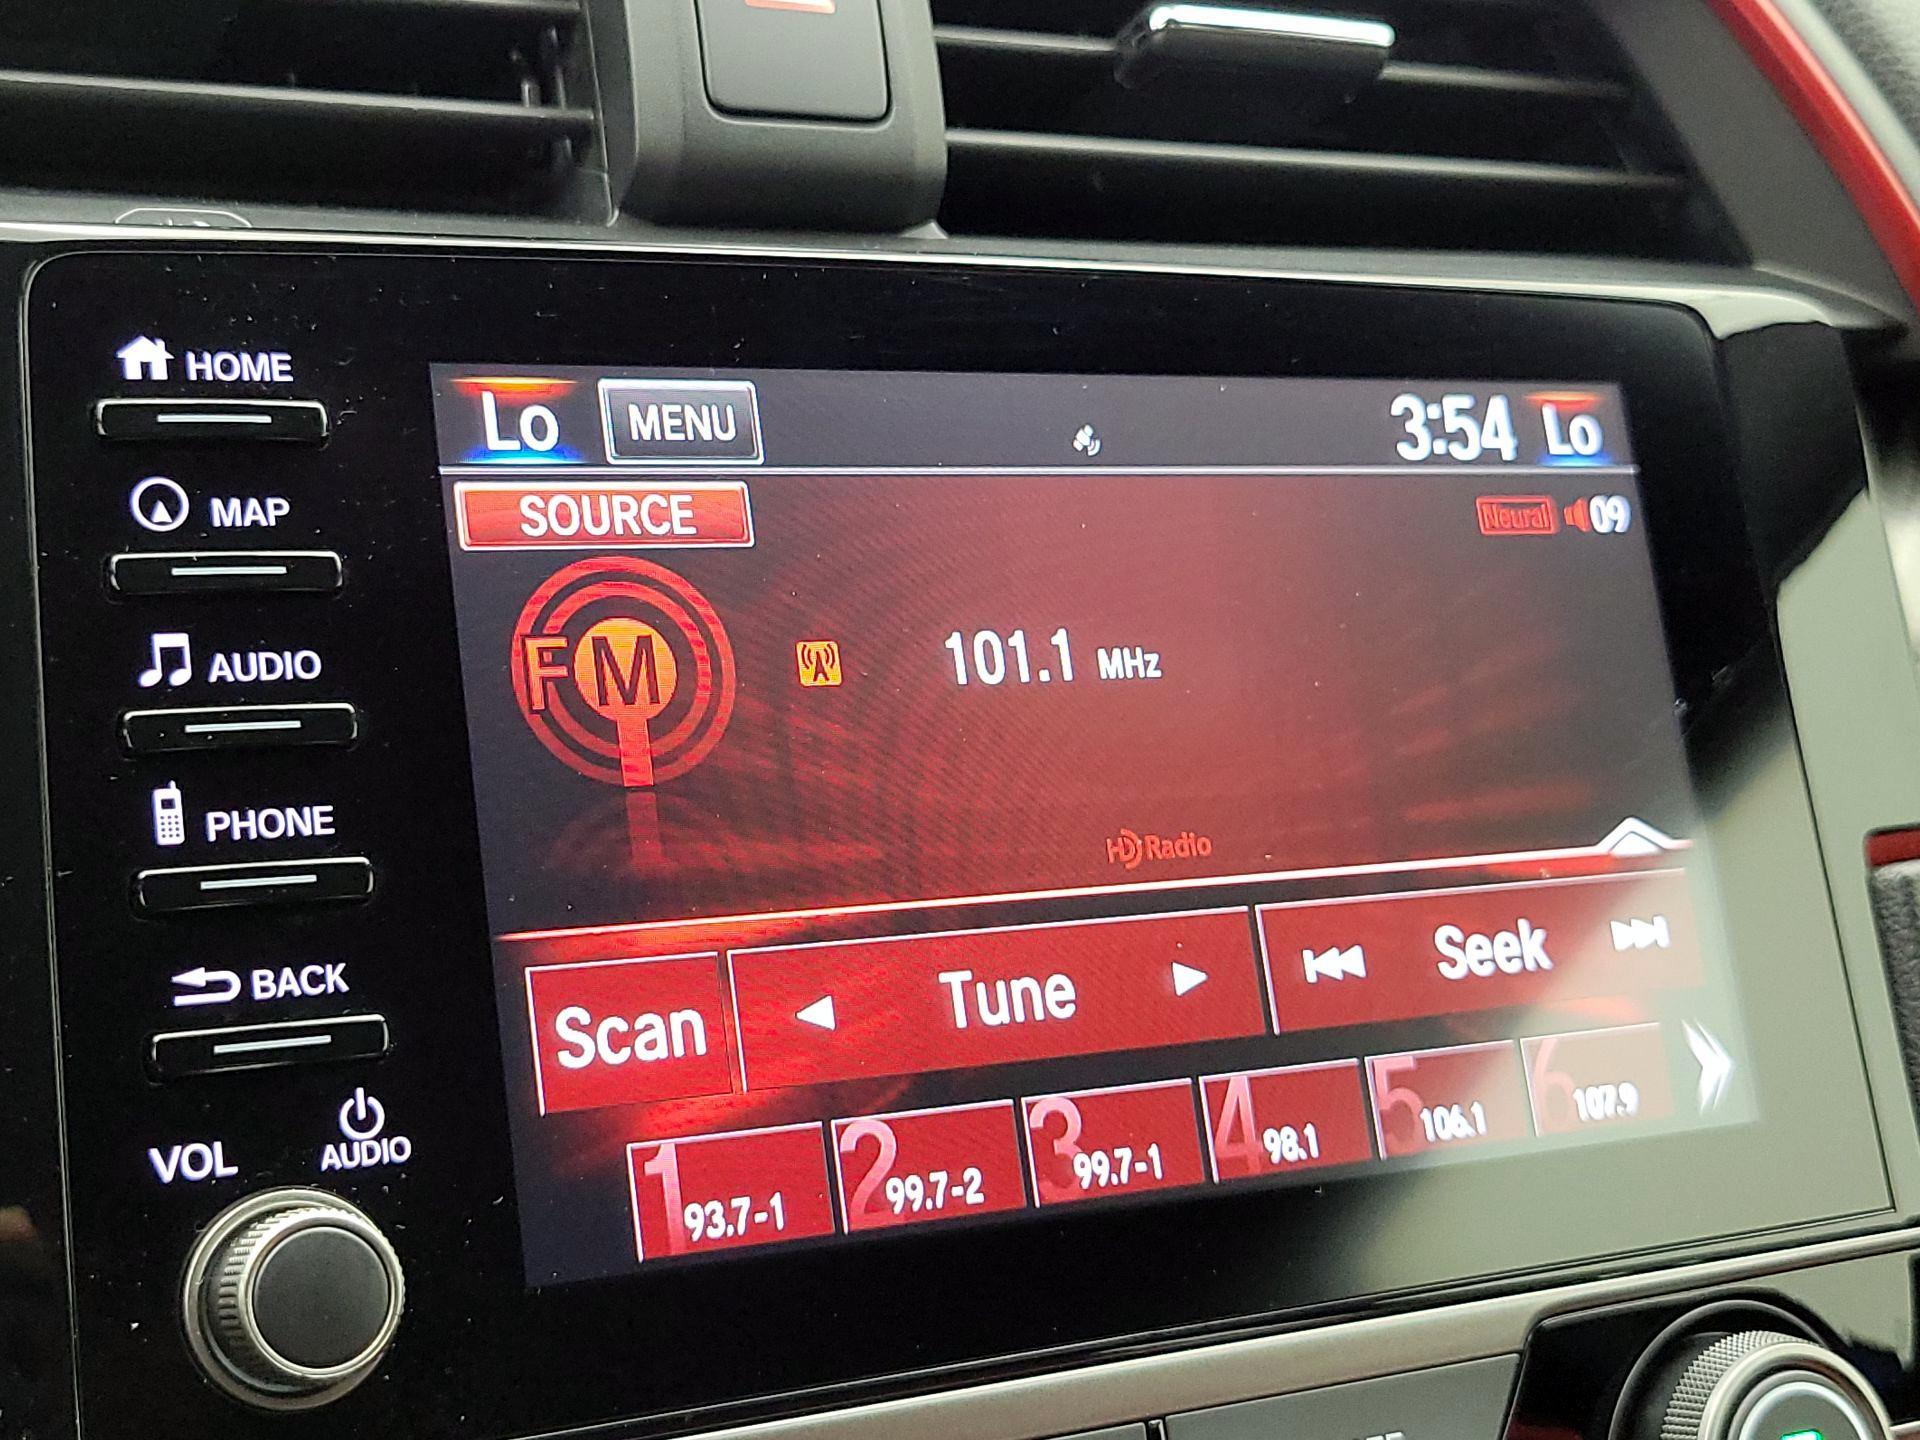 HOME
MAP
AUDIO
PHONE
BACK
VOL
AUDIO
Lo
MENU
3:54
Lo
SOURCE
Neural
09
FM
101.1 MHz
HD Radio
Scan
Tune
Seek
1 93.7-1
2 99.7-2
3 99.7-1
4 98.1
5 106.1
6 107.9